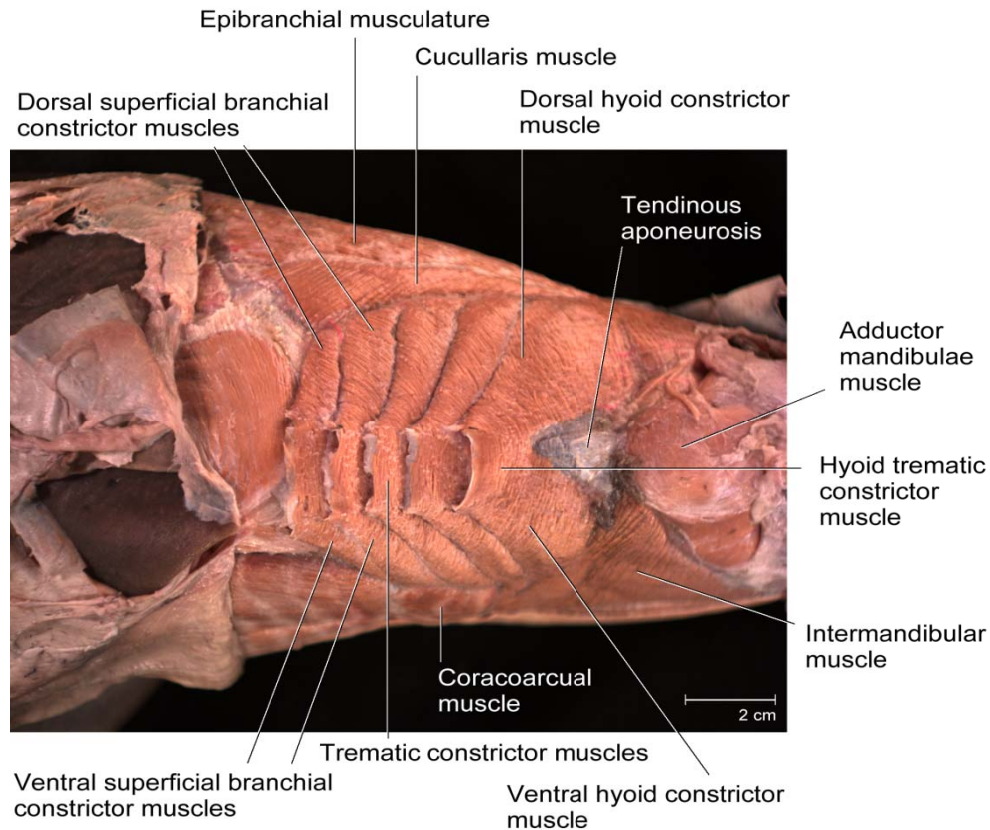 Epibranchial musculature
Cucullaris muscle
Dorsal superficial branchial
constrictor muscles
Dorsal hyoid constrictor
muscle
Tendinous
aponeurosis
Adductor
mandibulae
muscle
Hyoid trematic
constrictor
muscle
Intermandibular
muscle
Coracoarcual
muscle
2 cm
Trematic constrictor muscles
Ventral superficial branchial
constrictor muscles
Ventral hyoid constrictor
muscle